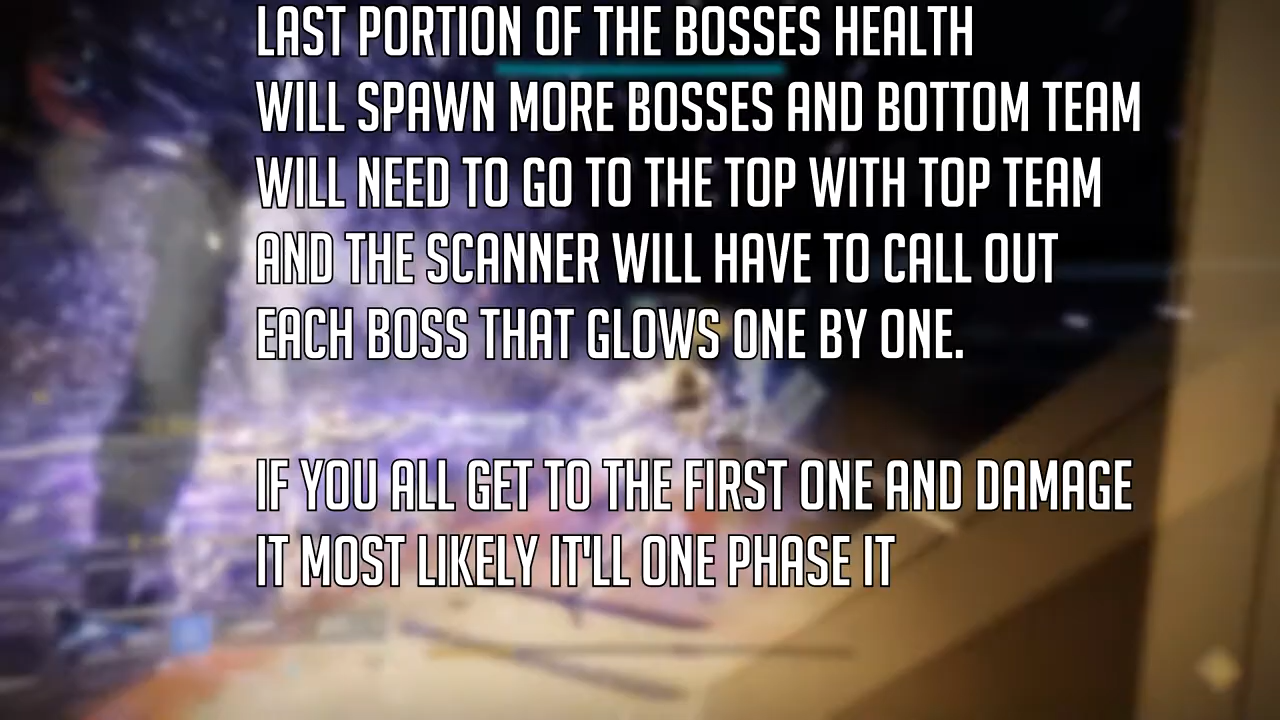 LAST PORTION OF THE BOSSES HEALTH
WILL SPAWN MORE BOSSES AND BOTTOM TEAM
WILL NEED TO GO TO THE TOP WITH TOP TEAM
AND THE SCANNER WILL HAVE TO CALL OUT
EACH BOSS THAT GLOWS ONE BY ONE.
IF YOU ALL GET TO THE FIRST ONE AND DAMAGE
IT MOST LIKELY IT'LL ONE PHASE IT